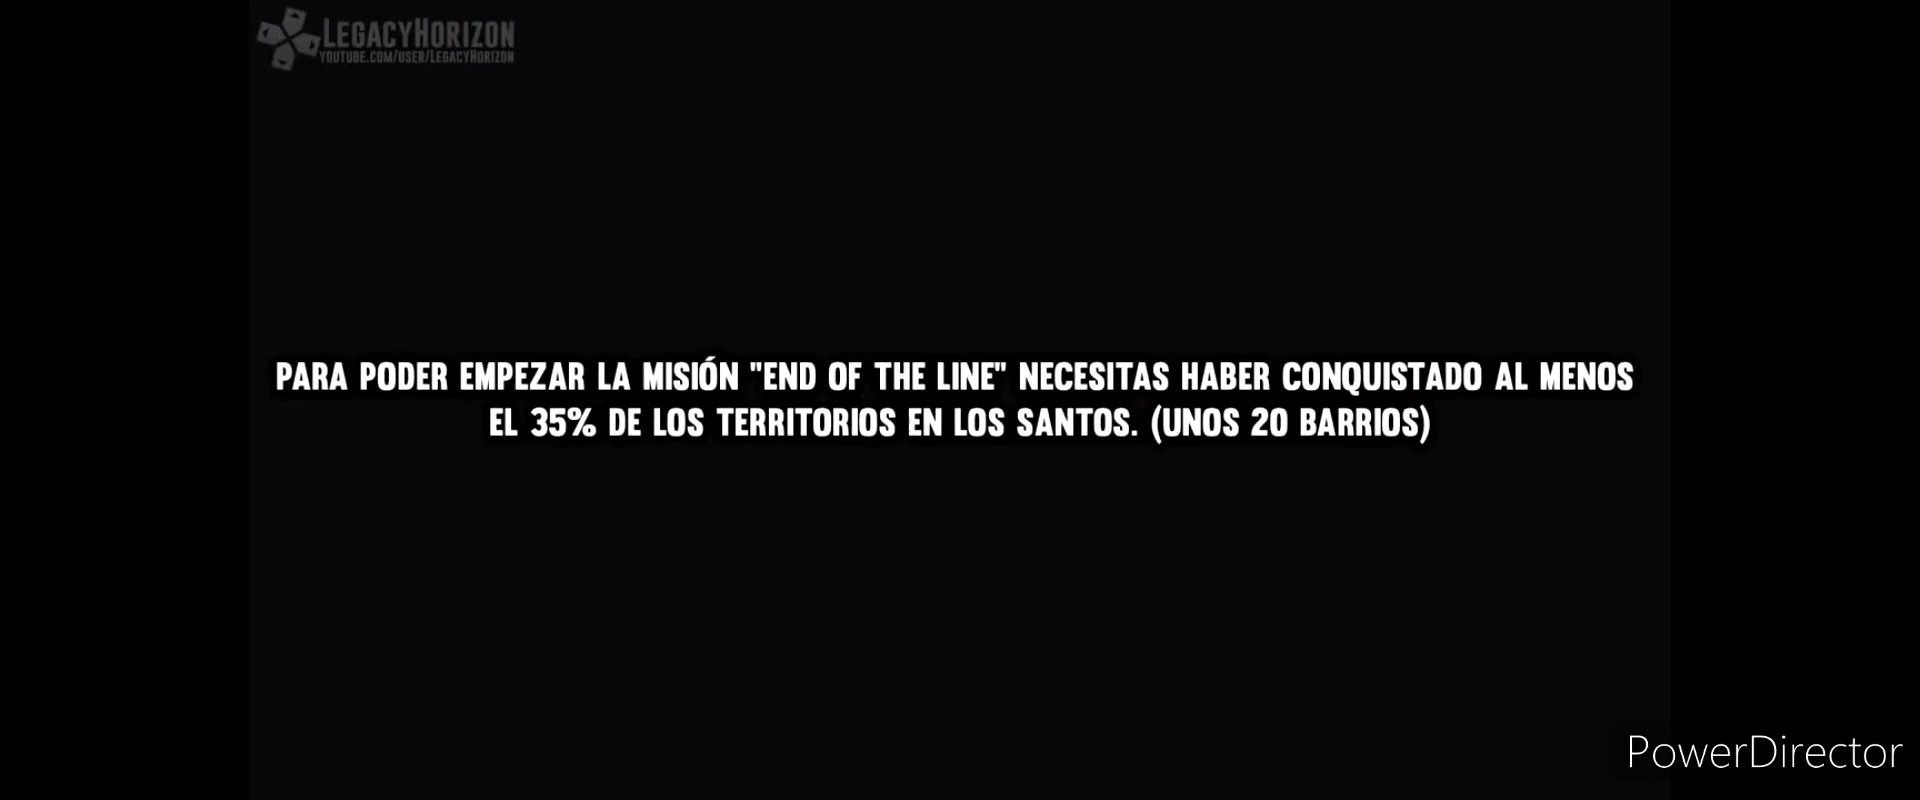 LEGACYHORIZON
YOUTUBE.COM/USER/LEGACYHORIZON
PARA PODER EMPEZAR LA MISIÓN "END OF THE LINE" NECESITAS HABER CONQUISTADO AL MENOS
EL 35% DE LOS TERRITORIOS EN LOS SANTOS. (UNOS 20 BARRIOS)
PowerDirector